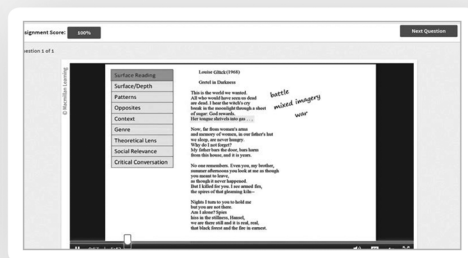 signment Score:
100%
Next Question
estion 1 of 1
© Macmillan Learning
Surface Reading
Surface/Depth
Patterns
Opposites
Context
Genre
Theoretical Lens
Social Relevance
Critical Conversation
Louise Glück (1968)
Gretel in Darkness
This is the world we wanted.
All who would have seen us dead
are dead. I hear the witch's cry
break in the moonlight through a sheet
of sugar: God rewards.
Her tongue shrivels into gas . . .
battle
mixed imagery
war
Now, far from women's arms
and memory of women, in our father's hut
we sleep, are never hungry.
Why do I not forget?
My father bars the door, bars harm
from this house, and it is years.
No one remembers. Even you, my brother,
summer afternoons you look at me as though
you meant to leave,
as though it never happened.
But I killed for you. I see armed firs,
the spires of that gleaming kiln--
Nights I turn to you to hold me
but you are not there.
Am I alone? Spies
hiss in the stillness, Hansel,
we are there still and it is real, real,
that black forest and the fire in earnest.